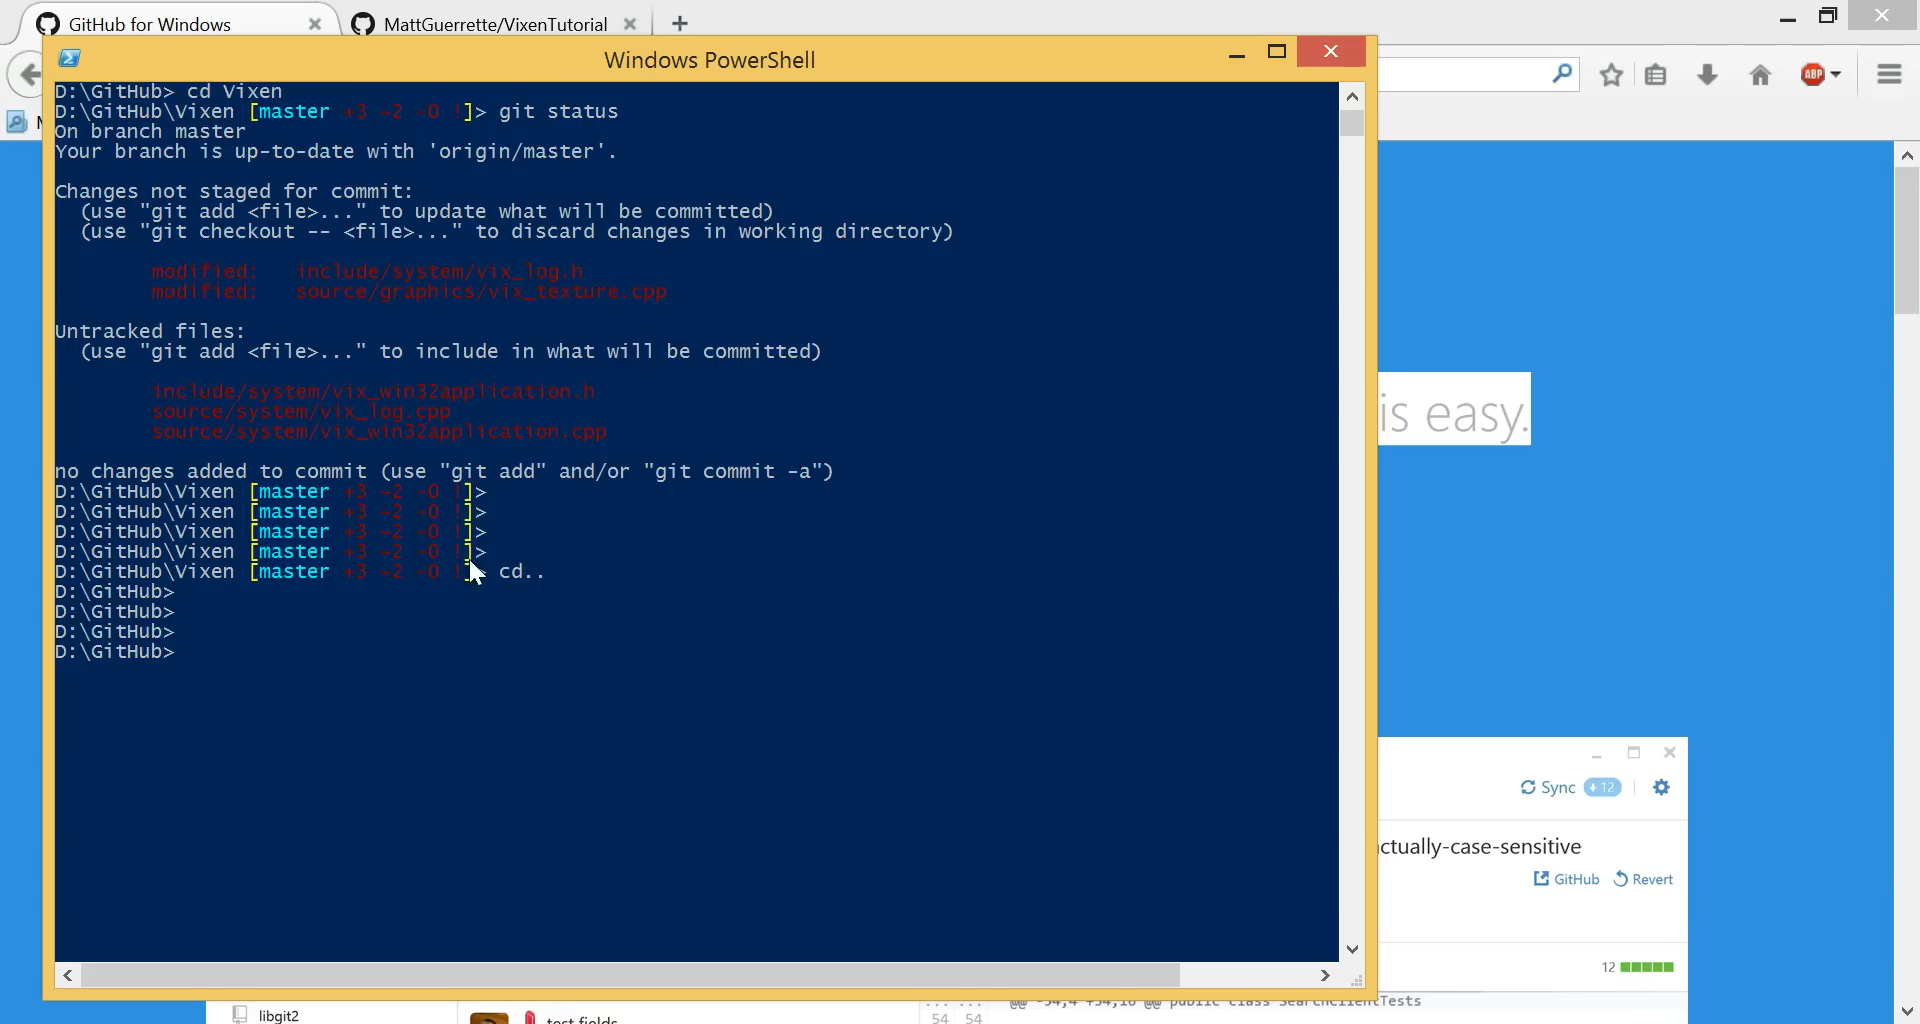 GitHub for Windows
MattGuerrette/VixenTutorial
Windows PowerShell
ABP
D:\GitHub> cd Vixen
D:\GitHub\Vixen [master +3 ~2 -0 !]> git status
On branch master
Your branch is up-to-date with 'origin/master'.
Changes not staged for commit:
(use "git add <file>..." to update what will be committed)
(use "git checkout -- <file>..." to discard changes in working directory)
modified: include/system/vix_log.h
modified: source/graphics/vix_texture.cpp
Untracked files:
(use "git add <file>..." to include in what will be committed)
include/system/vix_win32application.h
source/system/vix_log.cpp
source/system/vix_win32application.cpp
no changes added to commit (use "git add" and/or "git commit -a")
D:\GitHub\Vixen [master +3 ~2 -0 !]>
D:\GitHub\Vixen [master +3 ~2 -0 !]>
D:\GitHub\Vixen [master +3 ~2 -0 !]>
D:\GitHub\Vixen [master +3 ~2 -0 !]>
D:\GitHub\Vixen [master +3 ~2 -0 !]> cd..
D:\GitHub>
D:\GitHub>
D:\GitHub>
D:\GitHub>
is easy.
Sync 12
ctually-case-sensitive
GitHub Revert
12
libgit2
test fields
54 54